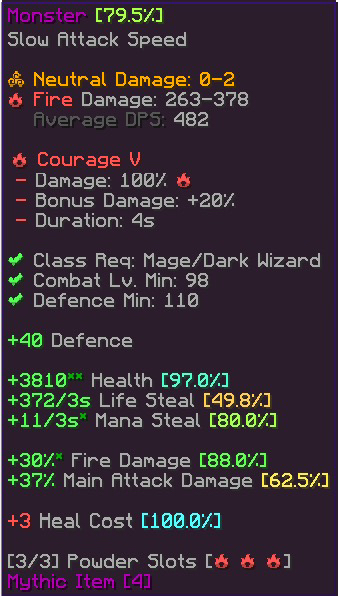 Monster [79.5%]
Slow Attack Speed
Neutral Damage: 0-2
Fire Damage: 263-378
Average DPS: 482
Courage V
- Damage: 100%
- Bonus Damage: +20%
- Duration: 4s
✔ Class Req: Mage/Dark Wizard
✔ Combat Lv. Min: 98
✔ Defence Min: 110
+40 Defence
+3810** Health [97.0%]
+372/3s Life Steal [49.8%]
+11/3s* Mana Steal [80.0%]
+30%* Fire Damage [88.0%]
+37% Main Attack Damage [62.5%]
+3 Heal Cost [100.0%]
[3/3] Powder Slots [ ]
Mythic Item [4]